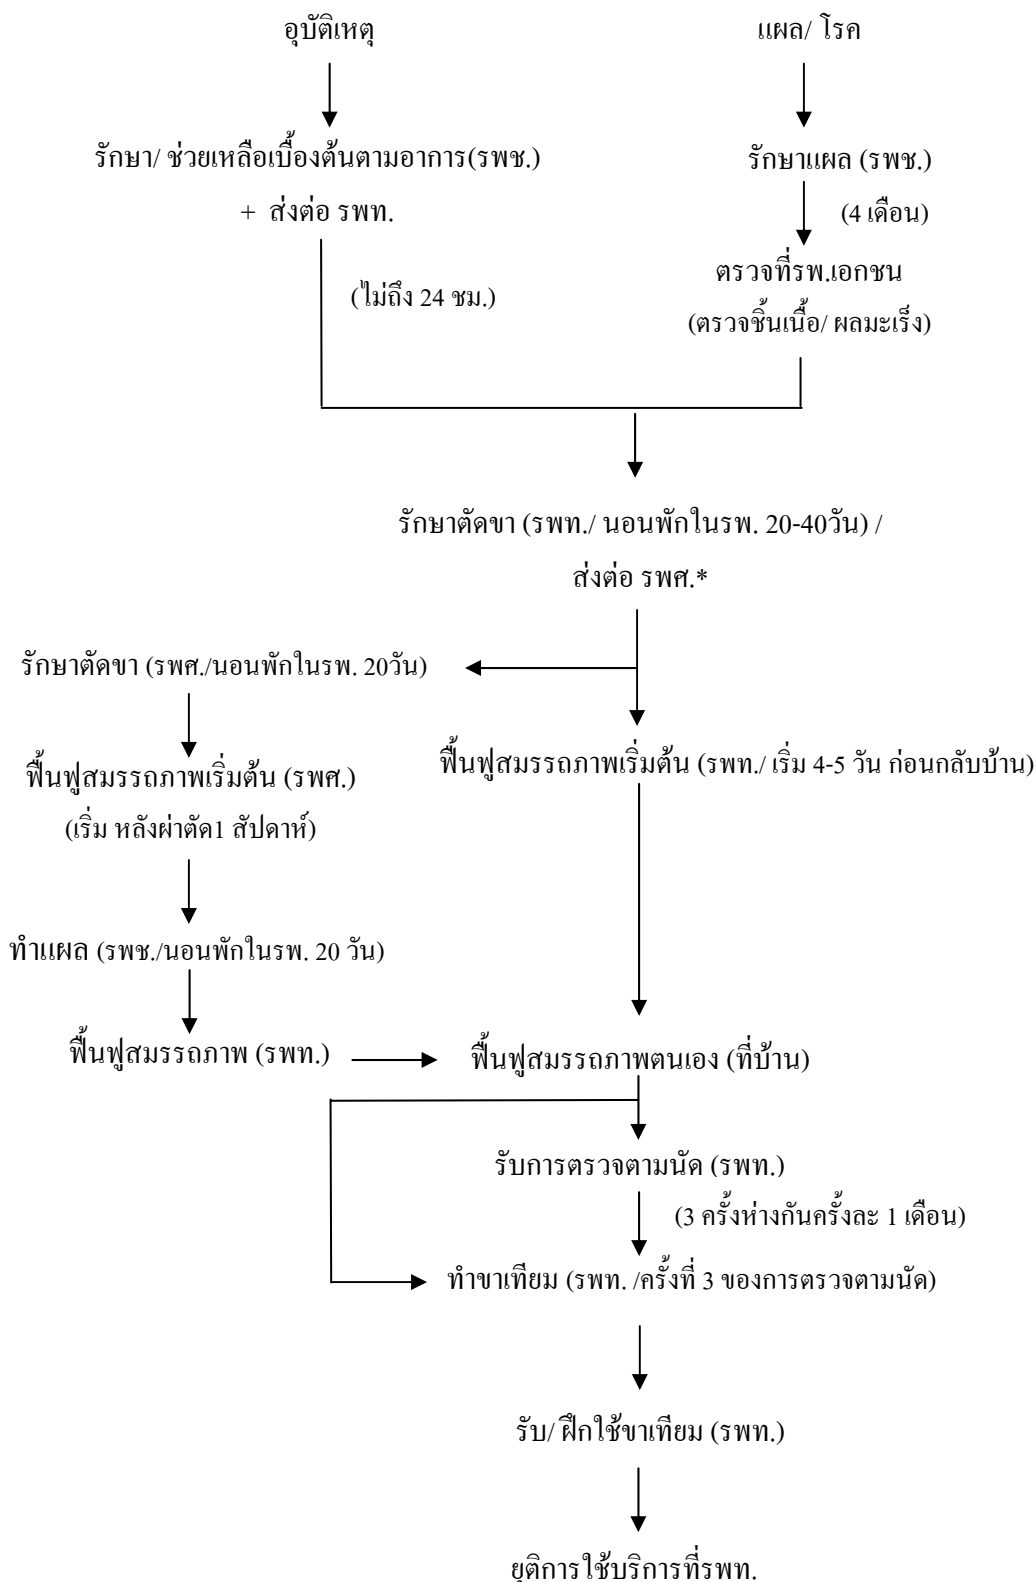 อุบัติเหตุ
แผล/ โรค
รักษา/ ช่วยเหลือเบื้องต้นตามอาการ(รพช.)
+ ส่งต่อ รพท.
รักษาแผล (รพช.)
(4 เดือน)
(ไม่ถึง 24 ชม.)
ตรวจที่รพ.เอกชน
(ตรวจชิ้นเนื้อ/ ผลมะเร็ง)
รักษาตัดขา (รพท./ นอนพักในรพ. 20-40วัน) /
ส่งต่อ รพศ.*
รักษาตัดขา (รพศ./นอนพักในรพ. 20วัน)
ฟื้นฟูสมรรถภาพเริ่มต้น (รพศ.)
(เริ่ม หลังผ่าตัด1 สัปดาห์)
ฟื้นฟูสมรรถภาพเริ่มต้น (รพท./ เริ่ม 4-5 วัน ก่อนกลับบ้าน)
ทำแผล (รพช./นอนพักในรพ. 20 วัน)
ฟื้นฟูสมรรถภาพ (รพท.)
ฟื้นฟูสมรรถภาพตนเอง (ที่บ้าน)
รับการตรวจตามนัด (รพท.)
(3 ครั้งห่างกันครั้งละ 1 เดือน)
ทำขาเทียม (รพท. /ครั้งที่ 3 ของการตรวจตามนัด)
รับ/ ฝึกใช้ขาเทียม (รพท.)
ยุติการใช้บริการที่รพท.